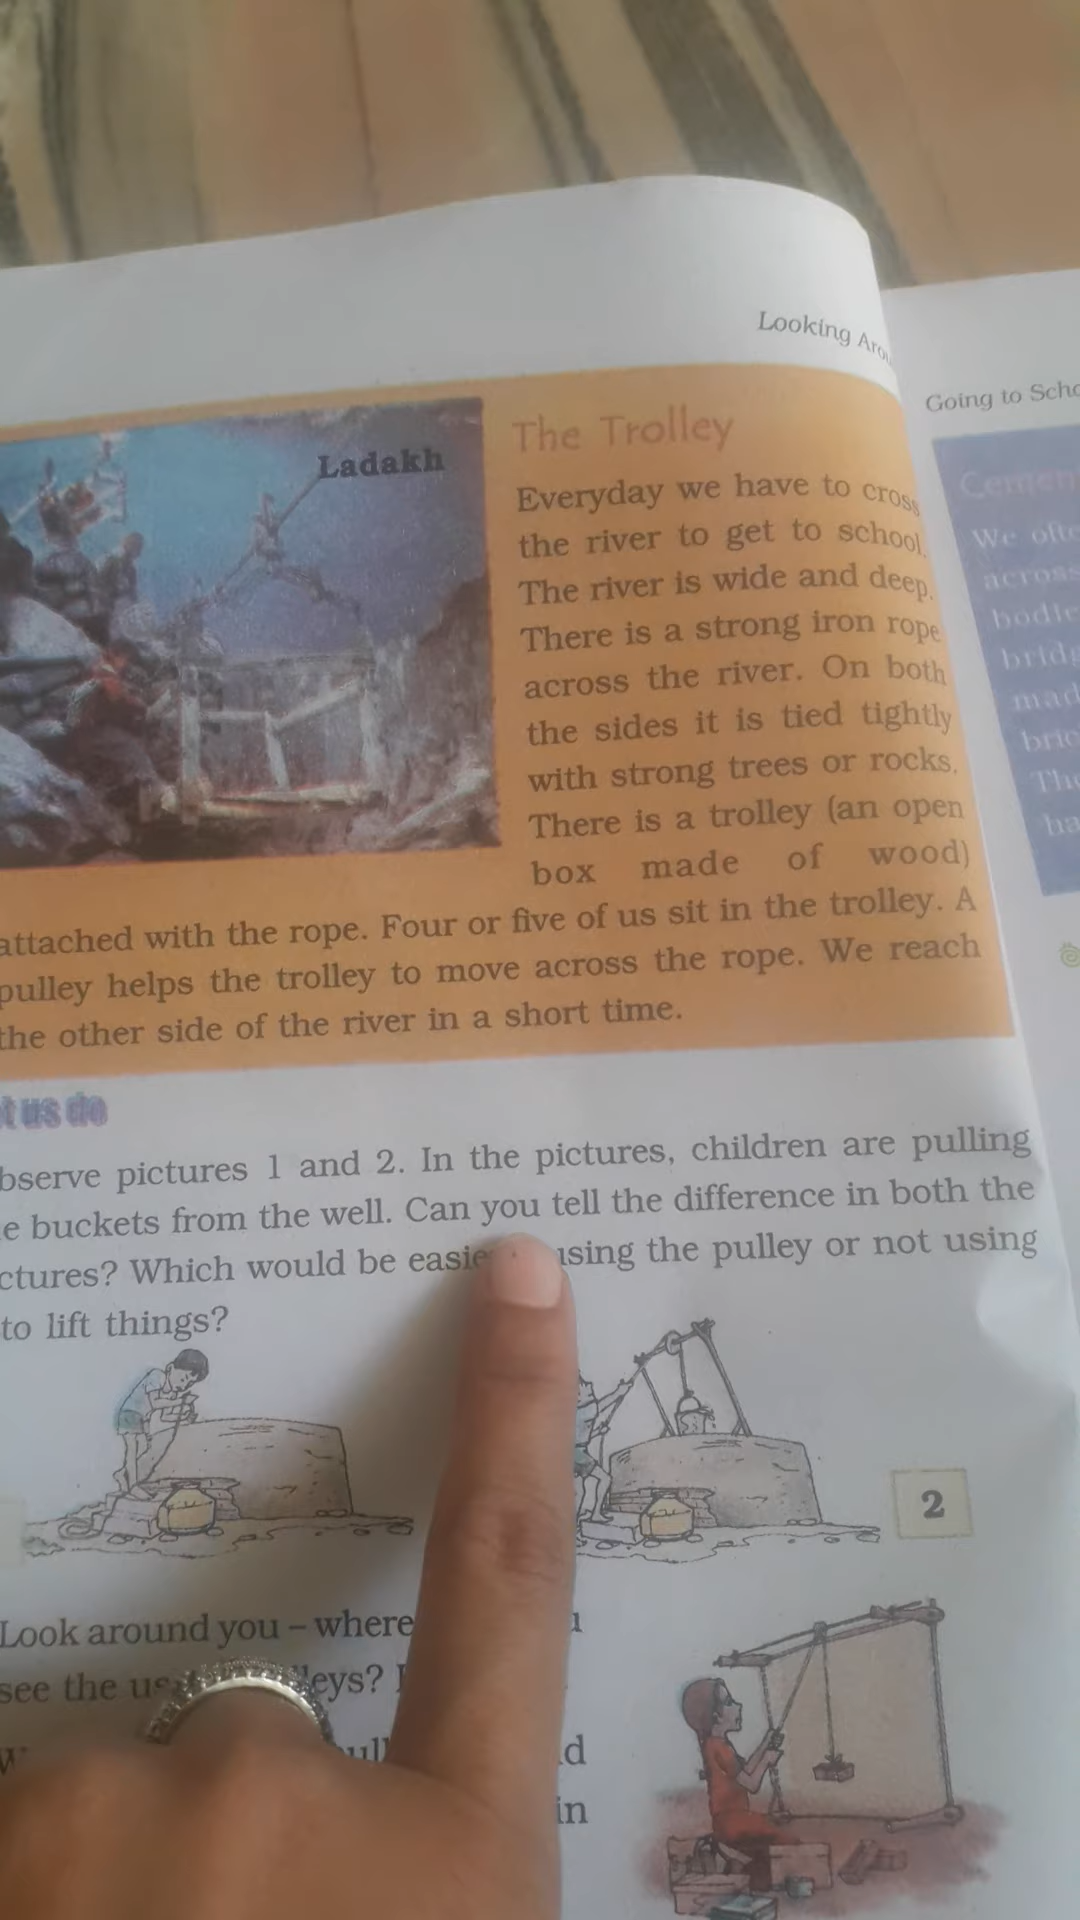 Looking
The Trolley
Ladakh
Everyday we have to cross
the river to get to school.
The river is wide and deep.
There is a strong iron rope
across the river. On both
the sides it is tied tightly
with strong trees or rocks.
There is a trolley (an open
box made of wood)
attached with the rope. Four or five of us sit in the trolley. A
pulley helps the trolley to move across the rope. We reach
the other side of the river in a short time.
t us do
bserve pictures 1 and 2. In the pictures, children are pulling
e buckets from the well. Can you tell the difference in both the
ctures? Which would be easie using the pulley or not using
to lift things?
2
Look around you – where
see the
Going to
We
across